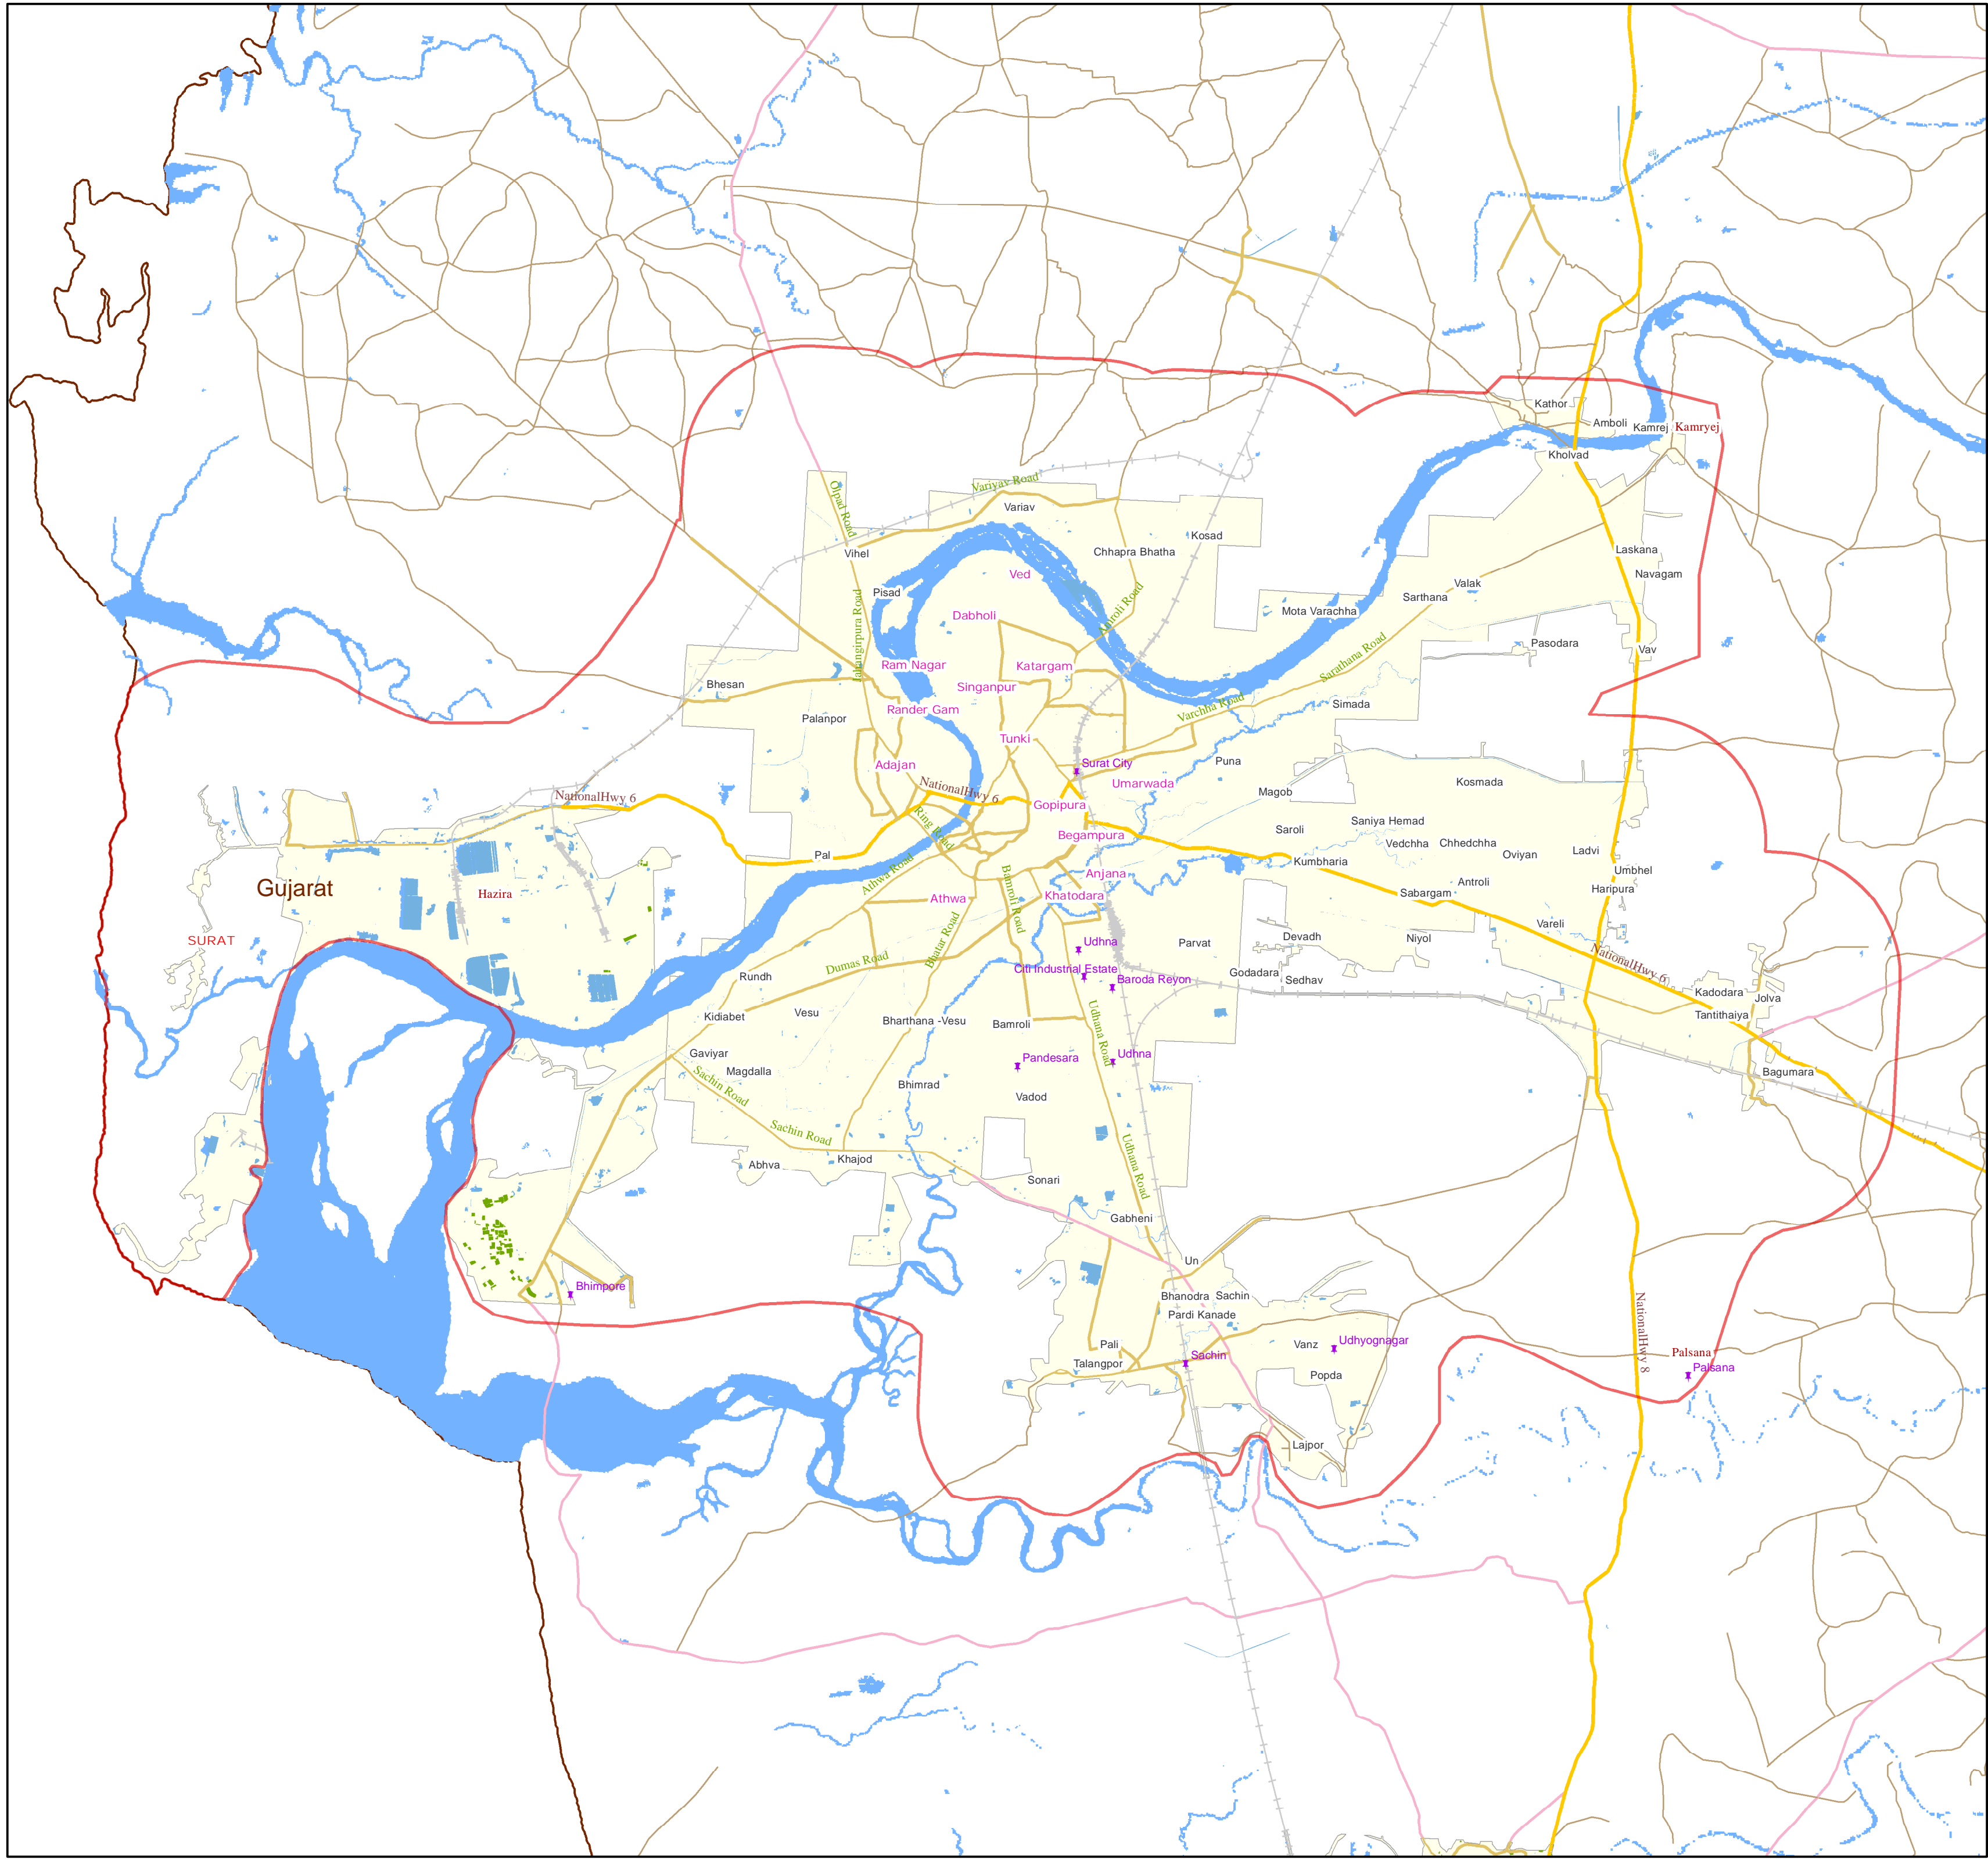 Kathor
Amboli
Kamrej
Kamryej
Kholvad
Olpad Road
Variyav Road
Variav
Kosad
Chhapra Bhatha
Vihel
Laskana
Ved
Navagam
Valak
Pisad
Sarthana
Jahangirpura Road
Amroli Road
Mota Varachha
Dabholi
Pasodara
Vav
Sarathana Road
Ram Nagar
Katargam
Bhesan
Singanpur
Simada
Varchha Road
Rander Gam
Palanpor
Tunki
Surat City
Puna
Adajan
Umarwada
Kosmada
NationalHwy 6
NationalHwy 6
Magob
Gopipura
Saniya Hemad
Saroli
Ring Road
Begampura
Vedchha
Chhedchha
Oviyan
Ladvi
Pal
Kumbharia
Umbhel
Athwa Road
Anjana
Gujarat
Hazira
Antroli
Haripura
Sabargam
Bamroli Road
Athwa
Khatodara
Vareli
SURAT
Bhatar Road
Udhna
Parvat
Devadh
Niyol
NationalHwy 6
Dumas Road
Citi Industrial Estate
Rundh
Baroda Reyon
Godadara
Sedhav
Kadodara
Jolva
Kidiabet
Vesu
Bharthana -Vesu
Bamroli
Tantithaiya
Udhana Road
Gaviyar
Magdalla
Pandesara
Udhna
Bagumara
Sachin Road
Bhimrad
Vadod
Sachin Road
Udhana Road
Abhva
Khajod
Sonari
Gabheni
Un
Bhimpore
Bhanodra
Sachin
Pardi Kanade
NationalHwy 8
Pali
Vanz
Udhyognagar
Talangpor
Sachin
Palsana
Palsana
Popda
Lajpor